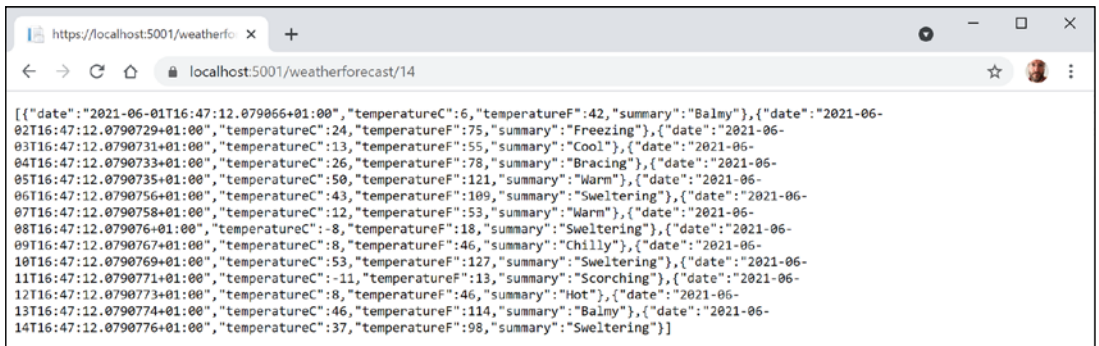 https://localhost:5001/weatherfo
localhost:5001/weatherforecast/14
[{"date":"2021-06-01T16:47:12.079066+01:00","temperatureC":6,"temperatureF":42,"summary":"Balmy"},{"date":"2021-06-
02T16:47:12.0790729+01:00","temperatureC":24,"temperatureF":75,"summary":"Freezing"},{"date":"2021-06-
03T16:47:12.0790731+01:00","temperatureC":13,"temperatureF":55,"summary":"Cool"},{"date":"2021-06-
04T16:47:12.0790733+01:00","temperatureC":26,"temperatureF":78,"summary":"Bracing"},{"date":"2021-06-
05T16:47:12.0790735+01:00","temperatureC":50,"temperatureF":121,"summary":"Warm"},{"date":"2021-06-
06T16:47:12.0790756+01:00","temperatureC":43,"temperatureF":109,"summary":"Sweltering"},{"date":"2021-06-
07T16:47:12.0790758+01:00","temperatureC":12,"temperatureF":53,"summary":"Warm"},{"date":"2021-06-
08T16:47:12.079076+01:00","temperatureC":-8,"temperatureF":18,"summary":"Sweltering"},{"date":"2021-06-
09T16:47:12.0790767+01:00","temperatureC":8,"temperatureF":46,"summary":"Chilly"},{"date":"2021-06-
10T16:47:12.0790769+01:00","temperatureC":53,"temperatureF":127,"summary":"Sweltering"},{"date":"2021-06-
11T16:47:12.0790771+01:00","temperatureC":-11,"temperatureF":13,"summary":"Scorching"},{"date":"2021-06-
12T16:47:12.0790773+01:00","temperatureC":8,"temperatureF":46,"summary":"Hot"},{"date":"2021-06-
13T16:47:12.0790774+01:00","temperatureC":46,"temperatureF":114,"summary":"Balmy"},{"date":"2021-06-
14T16:47:12.0790776+01:00","temperatureC":37,"temperatureF":98,"summary":"Sweltering"}]